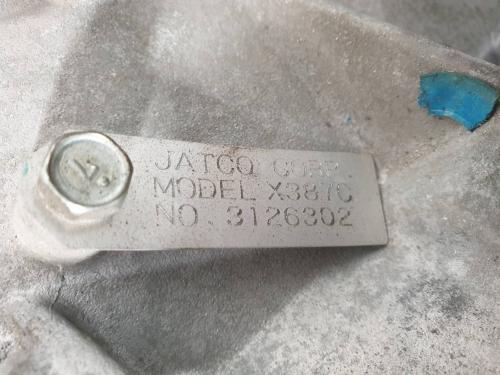 JATCO CORP.
MODEL X387C
NO. 3126302